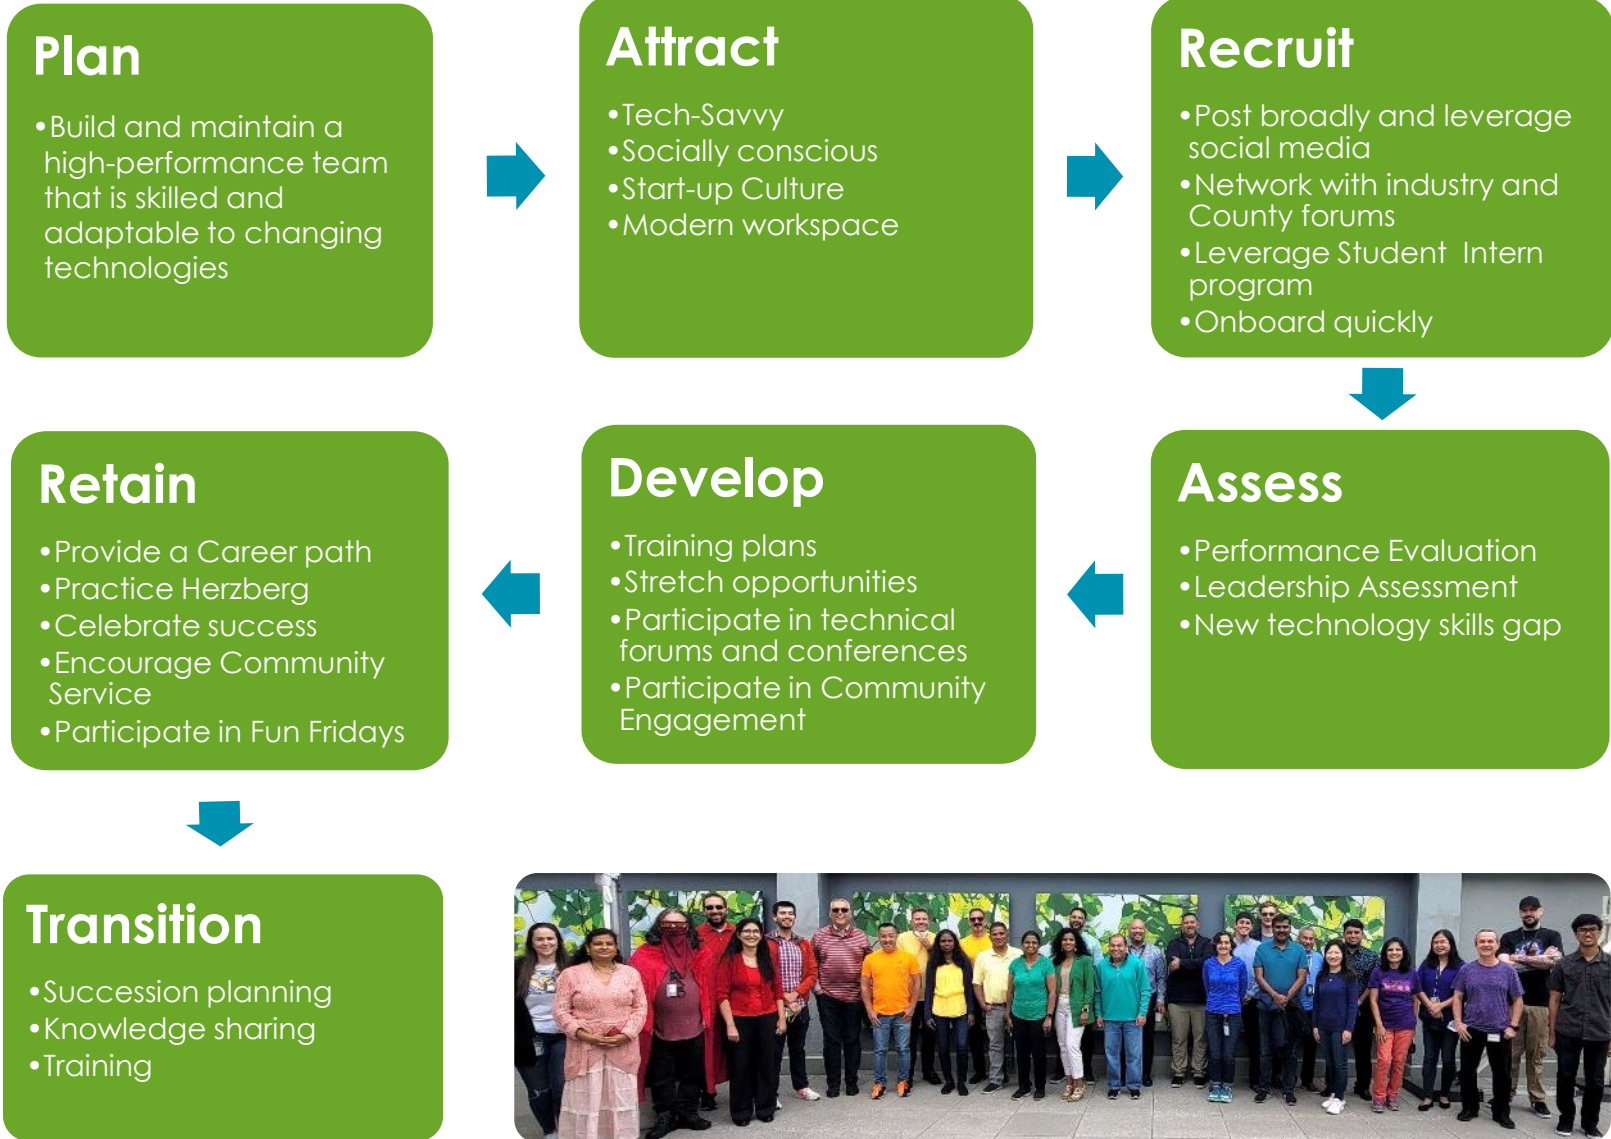 Plan
•Build and maintain a
high-performance team
that is skilled and
adaptable to changing
technologies
Attract
•Tech-Savvy
•Socially conscious
•Start-up Culture
•Modern workspace
Recruit
•Post broadly and leverage
social media
•Network with industry and
County forums
•Leverage Student  Intern
program
•Onboard quickly
Assess
•Performance Evaluation
•Leadership Assessment
•New technology skills gap
Develop
•Training plans
•Stretch opportunities
•Participate in technical
forums and conferences
•Participate in Community
Engagement
Retain
•Provide a Career path
•Practice Herzberg
•Celebrate success
•Encourage Community
Service
•Participate in Fun Fridays
Transition
•Succession planning
•Knowledge sharing
•Training